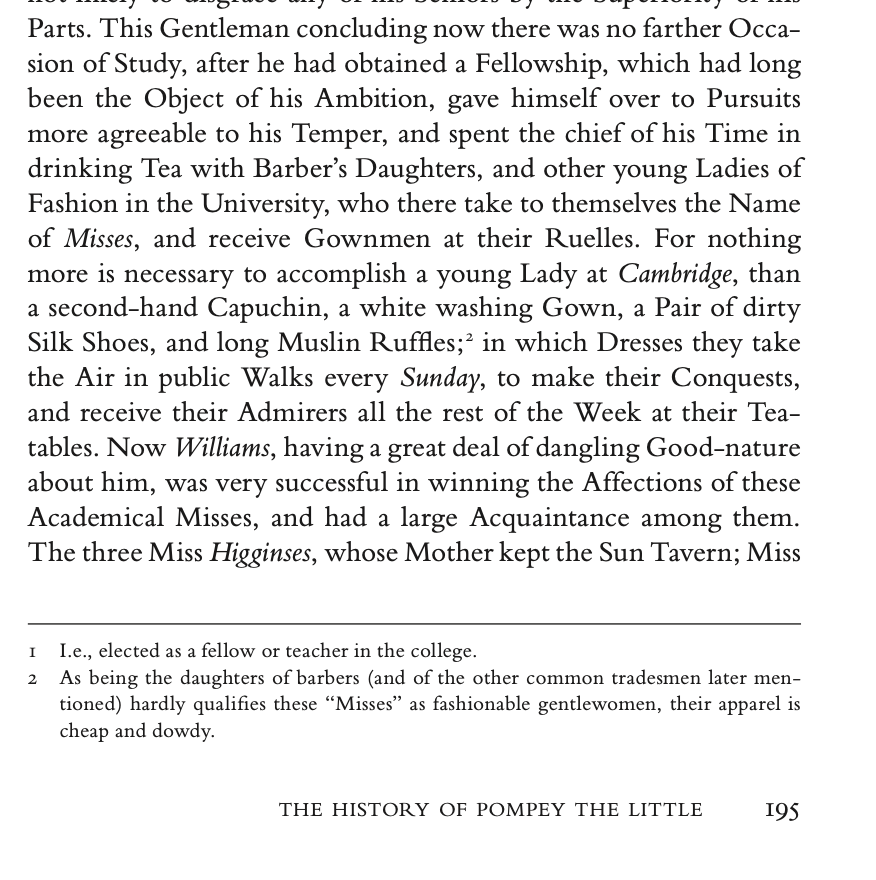 not likely to disgrace any of his Seniors by the Superiority of his
Parts. This Gentleman concluding now there was no farther Occa-
sion of Study, after he had obtained a Fellowship, which had long
been the Object of his Ambition, gave himself over to Pursuits
more agreeable to his Temper, and spent the chief of his Time in
drinking Tea with Barber’s Daughters, and other young Ladies of
Fashion in the University, who there take to themselves the Name
of Misses, and receive Gownmen at their Ruelles. For nothing
more is necessary to accomplish a young Lady at Cambridge, than
a second-hand Capuchin, a white washing Gown, a Pair of dirty
Silk Shoes, and long Muslin Ruffles;² in which Dresses they take
the Air in public Walks every Sunday, to make their Conquests,
and receive their Admirers all the rest of the Week at their Tea-
tables. Now Williams, having a great deal of dangling Good-nature
about him, was very successful in winning the Affections of these
Academical Misses, and had a large Acquaintance among them.
The three Miss Higginses, whose Mother kept the Sun Tavern; Miss
1 I.e., elected as a fellow or teacher in the college.
2 As being the daughters of barbers (and of the other common tradesmen later men-
tioned) hardly qualifies these “Misses” as fashionable gentlewomen, their apparel is
cheap and dowdy.
THE HISTORY OF POMPEY THE LITTLE 195